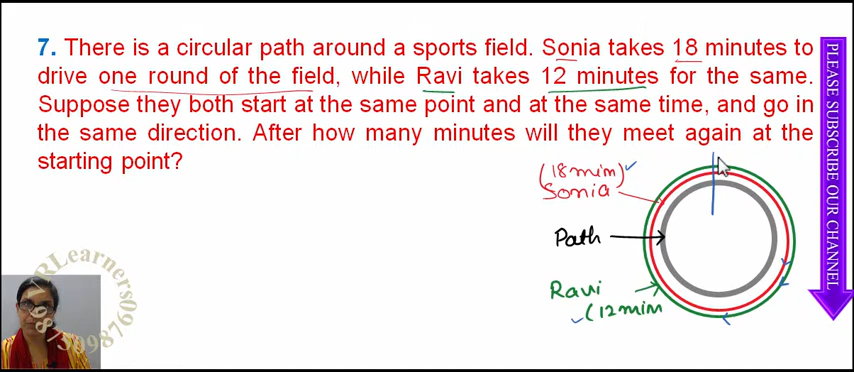 7. There is a circular path around a sports field. Sonia takes 18 minutes to
drive one round of the field, while Ravi takes 12 minutes for the same.
Suppose they both start at the same point and at the same time, and go in
the same direction. After how many minutes will they meet again at the
starting point?
(18 mim)
Sonia
Path
Ravi
(12 mim
PLEASE SUBSCRIBE OUR CHANNEL